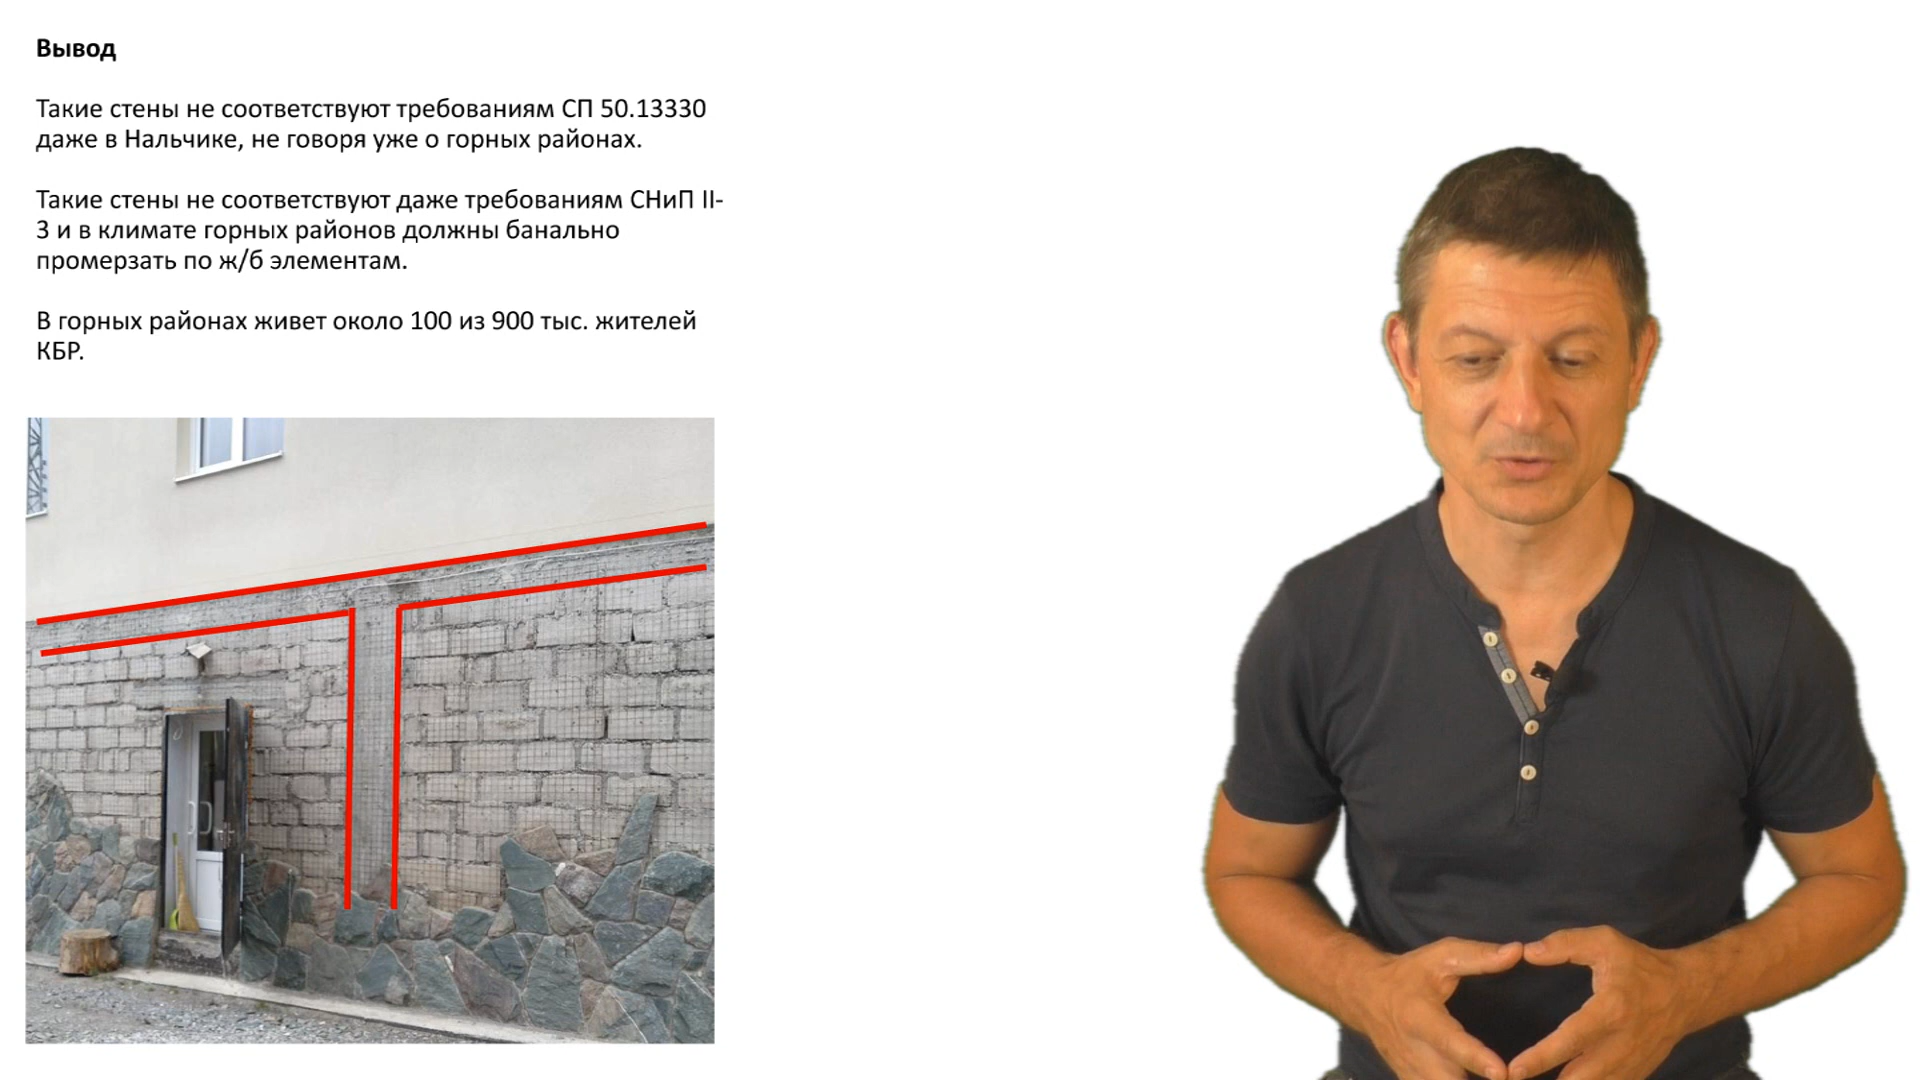 Вывод
Такие стены не соответствуют требованиям СП 50.13330
даже в Нальчике, не говоря уже о горных районах.
Такие стены не соответствуют даже требованиям СНиП II-
3 и в климате горных районов должны банально
промерзать по ж/б элементам.
В горных районах живет около 100 из 900 тыс. жителей
КБР.